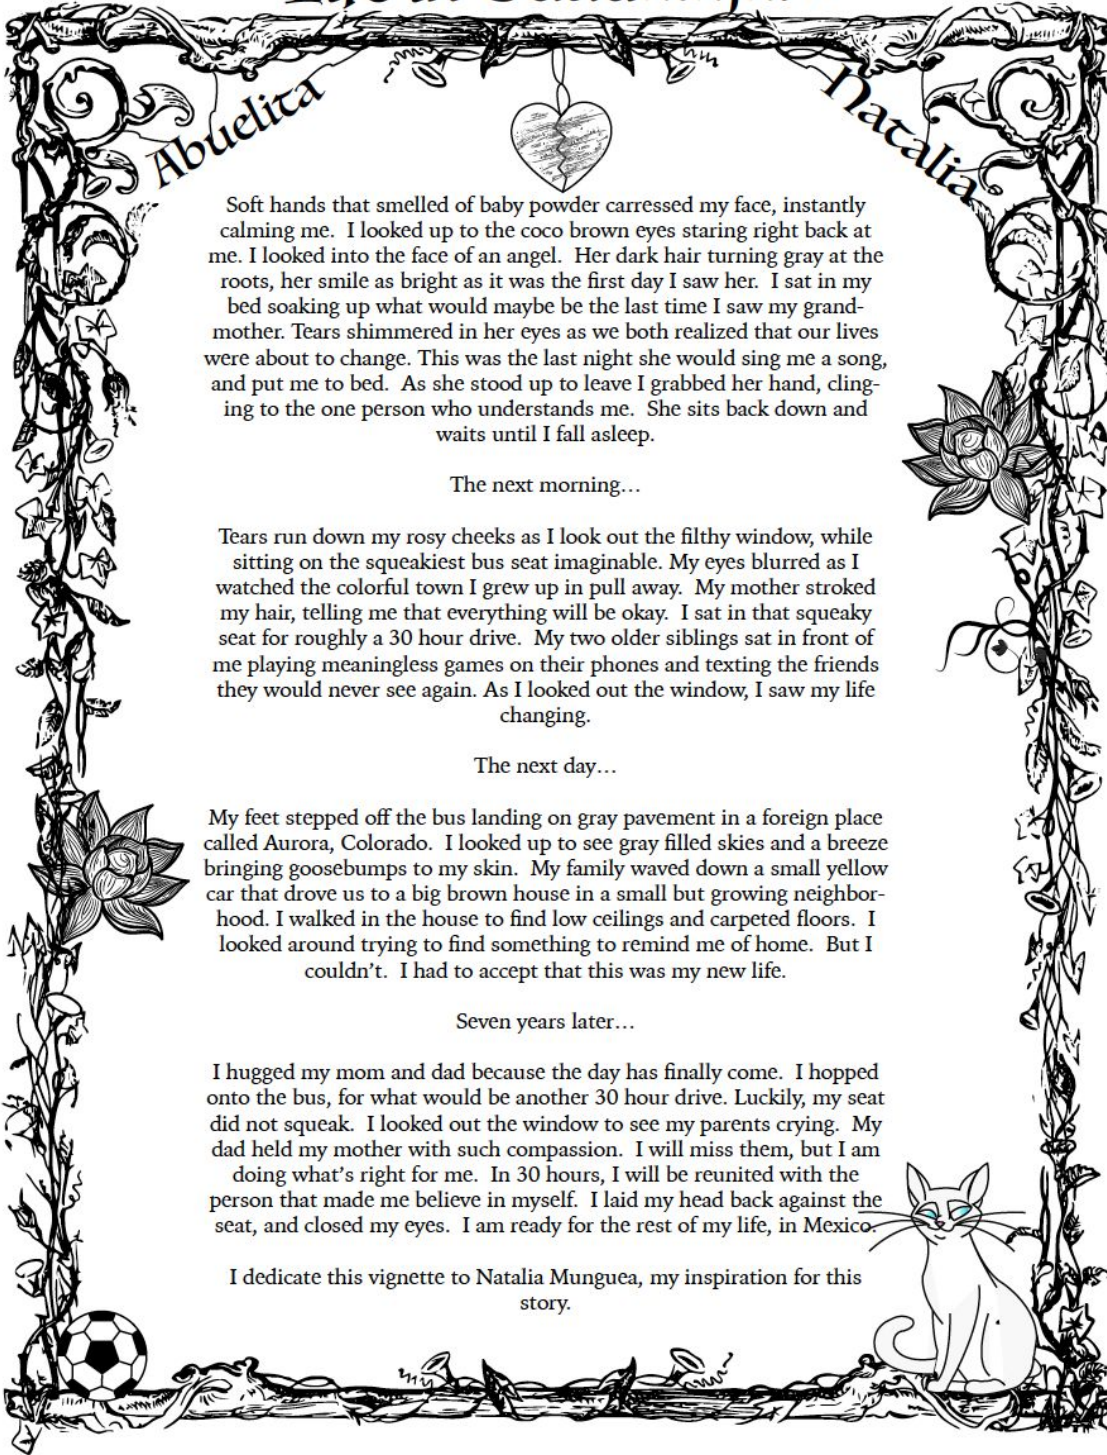 Abuelita
Natalia
Soft hands that smelled of baby powder carressed my face, instantly
calming me.  I looked up to the coco brown eyes staring right back at
me. I looked into the face of an angel.  Her dark hair turning gray at the
roots, her smile as bright as it was the first day I saw her.  I sat in my
bed soaking up what would maybe be the last time I saw my grand-
mother. Tears shimmered in her eyes as we both realized that our lives
were about to change. This was the last night she would sing me a song,
and put me to bed.  As she stood up to leave I grabbed her hand, cling-
ing to the one person who understands me.  She sits back down and
waits until I fall asleep.
The next morning…
Tears run down my rosy cheeks as I look out the filthy window, while
sitting on the squeakiest bus seat imaginable. My eyes blurred as I
watched the colorful town I grew up in pull away.  My mother stroked
my hair, telling me that everything will be okay.  I sat in that squeaky
seat for roughly a 30 hour drive.  My two older siblings sat in front of
me playing meaningless games on their phones and texting the friends
they would never see again. As I looked out the window, I saw my life
changing.
The next day…
My feet stepped off the bus landing on gray pavement in a foreign place
called Aurora, Colorado.  I looked up to see gray filled skies and a breeze
bringing goosebumps to my skin.  My family waved down a small yellow
car that drove us to a big brown house in a small but growing neighbor-
hood. I walked in the house to find low ceilings and carpeted floors.  I
looked around trying to find something to remind me of home.  But I
couldn't.  I had to accept that this was my new life.
Seven years later…
I hugged my mom and dad because the day has finally come.  I hopped
onto the bus, for what would be another 30 hour drive. Luckily, my seat
did not squeak.  I looked out the window to see my parents crying.  My
dad held my mother with such compassion.  I will miss them, but I am
doing what's right for me.  In 30 hours, I will be reunited with the
person that made me believe in myself.  I laid my head back against the
seat, and closed my eyes.  I am ready for the rest of my life, in Mexico.
I dedicate this vignette to Natalia Munguea, my inspiration for this
story.